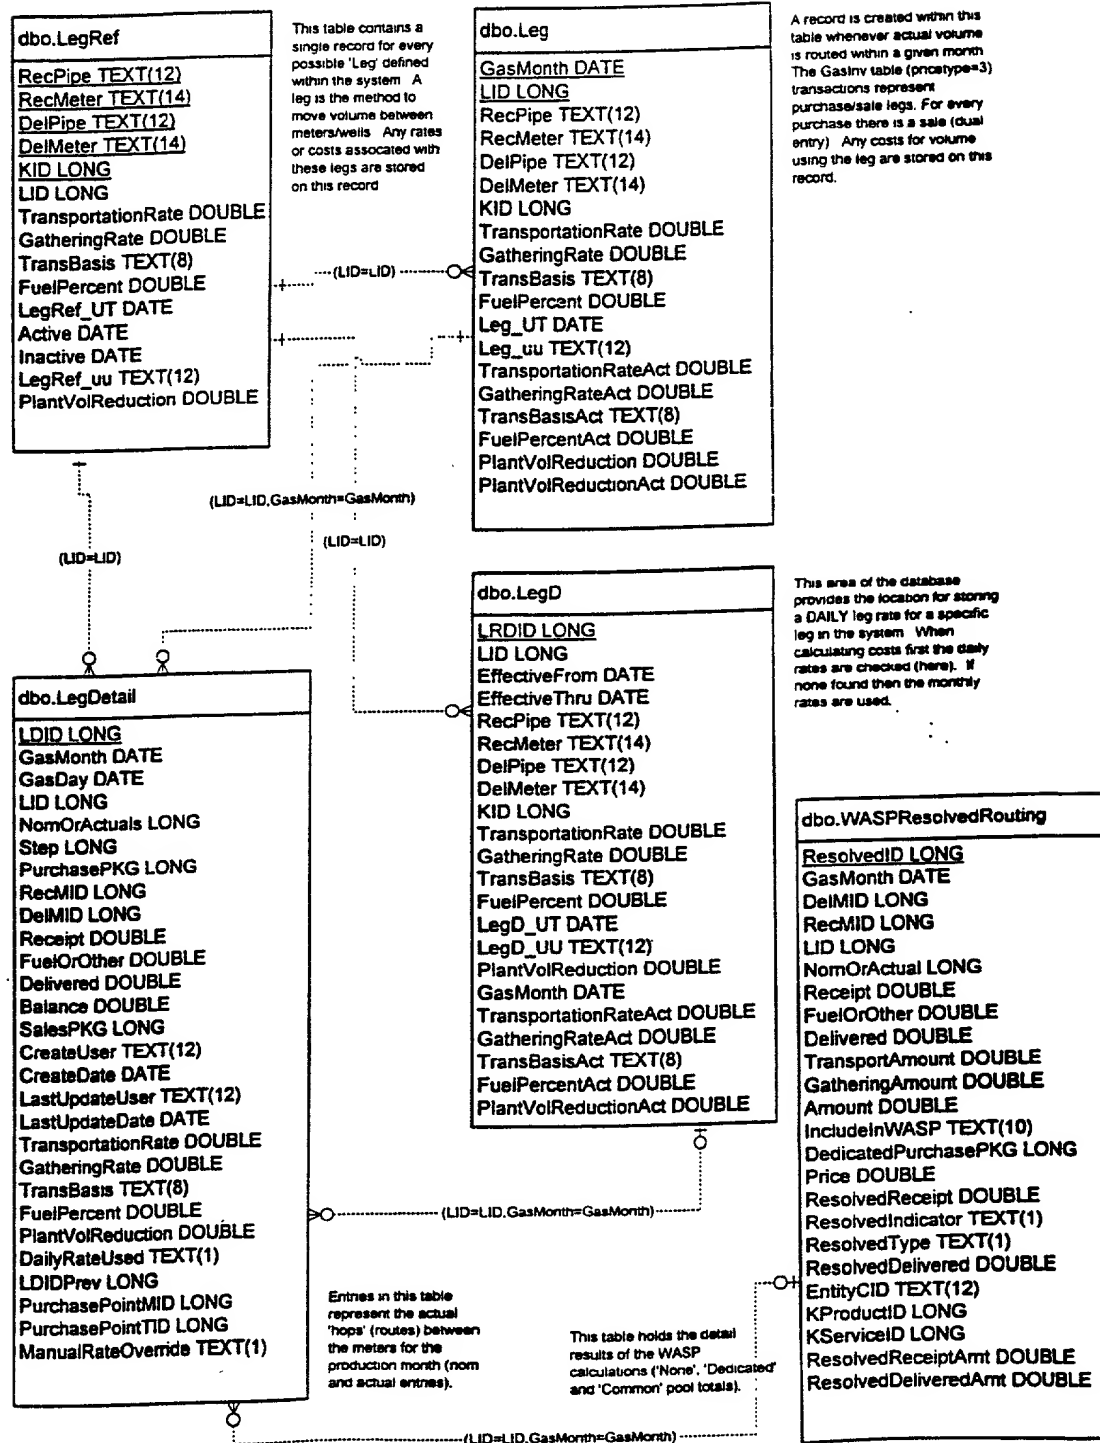 dbo.LegRef
RecPipe TEXT(12)
RecMeter TEXT(14)
DelPipe TEXT(12)
DelMeter TEXT(14)
KID LONG
LID LONG
TransportationRate DOUBLE
GatheringRate DOUBLE
TransBasis TEXT(8)
FuelPercent DOUBLE
LegRef_UT DATE
Active DATE
Inactive DATE
LegRef_uu TEXT(12)
PlantVolReduction DOUBLE
This table contains a
single record for every
possible 'Leg' defined
within the system A
leg is the method to
move volume between
meters/wells Any rates
or costs assocated with
these legs are stored
on this record
dbo.Leg
GasMonth DATE
LID LONG
RecPipe TEXT(12)
RecMeter TEXT(14)
DelPipe TEXT(12)
DelMeter TEXT(14)
KID LONG
TransportationRate DOUBLE
GatheringRate DOUBLE
TransBasis TEXT(8)
FuelPercent DOUBLE
Leg_UT DATE
Leg_uu TEXT(12)
TransportationRateAct DOUBLE
GatheringRateAct DOUBLE
TransBasisAct TEXT(8)
FuelPercentAct DOUBLE
PlantVolReduction DOUBLE
PlantVolReductionAct DOUBLE
A record is created within this
table whenever actual volume
is routed within a given month
The GasInv table (pricetype=3)
transactions represent
purchase/sale legs. For every
purchase there is a sale (dual
entry) Any costs for volume
using the leg are stored on this
record.
(LID=LID)
(LID=LID,GasMonth=GasMonth)
(LID=LID)
(LID=LID)
dbo.LegD
LRDID LONG
LID LONG
EffectiveFrom DATE
EffectiveThru DATE
RecPipe TEXT(12)
RecMeter TEXT(14)
DelPipe TEXT(12)
DelMeter TEXT(14)
KID LONG
TransportationRate DOUBLE
GatheringRate DOUBLE
TransBasis TEXT(8)
FuelPercent DOUBLE
LegD_UT DATE
LegD_UU TEXT(12)
PlantVolReduction DOUBLE
GasMonth DATE
TransportationRateAct DOUBLE
GatheringRateAct DOUBLE
TransBasisAct TEXT(8)
FuelPercentAct DOUBLE
PlantVolReductionAct DOUBLE
This area of the database
provides the location for storing
a DAILY leg rate for a specific
leg in the system When
calculating costs first the daily
rates are checked (here). If
none found then the monthly
rates are used.
dbo.LegDetail
LDID LONG
GasMonth DATE
GasDay DATE
LID LONG
NomOrActuals LONG
Step LONG
PurchasePKG LONG
RecMID LONG
DelMID LONG
Receipt DOUBLE
FuelOrOther DOUBLE
Delivered DOUBLE
Balance DOUBLE
SalesPKG LONG
CreateUser TEXT(12)
CreateDate DATE
LastUpdateUser TEXT(12)
LastUpdateDate DATE
TransportationRate DOUBLE
GatheringRate DOUBLE
TransBasis TEXT(8)
FuelPercent DOUBLE
PlantVolReduction DOUBLE
DailyRateUsed TEXT(1)
LDIDPrev LONG
PurchasePointMID LONG
PurchasePointTID LONG
ManualRateOverride TEXT(1)
dbo.WASPResolvedRouting
ResolvedID LONG
GasMonth DATE
DelMID LONG
RecMID LONG
LID LONG
NomOrActual LONG
Receipt DOUBLE
FuelOrOther DOUBLE
Delivered DOUBLE
TransportAmount DOUBLE
GatheringAmount DOUBLE
Amount DOUBLE
IncludeInWASP TEXT(10)
DedicatedPurchasePKG LONG
Price DOUBLE
ResolvedReceipt DOUBLE
ResolvedIndicator TEXT(1)
ResolvedType TEXT(1)
ResolvedDelivered DOUBLE
EntityCID TEXT(12)
KProductID LONG
KServiceID LONG
ResolvedReceiptAmt DOUBLE
ResolvedDeliveredAmt DOUBLE
(LID=LID,GasMonth=GasMonth)
Entries in this table
represent the actual
'hops' (routes) between
the meters for the
production month (nom
and actual entries).
This table holds the detail
results of the WASP
calculations ('None', 'Dedicated'
and 'Common' pool totals).
(LID=LID,GasMonth=GasMonth)